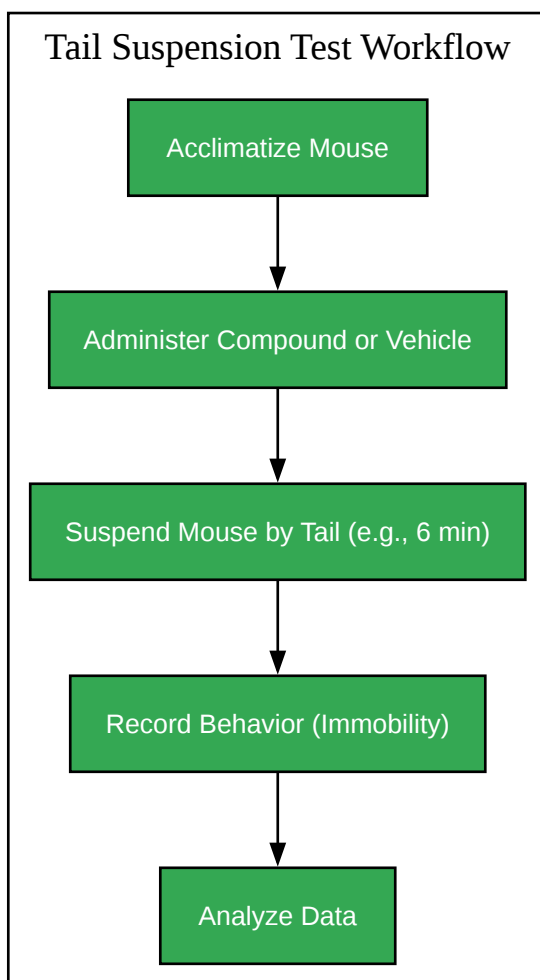 Tail Suspension Test Workflow
Acclimatize Mouse
Administer Compound or Vehicle
Suspend Mouse by Tail (e.g., 6 min)
Record Behavior (Immobility)
Analyze Data